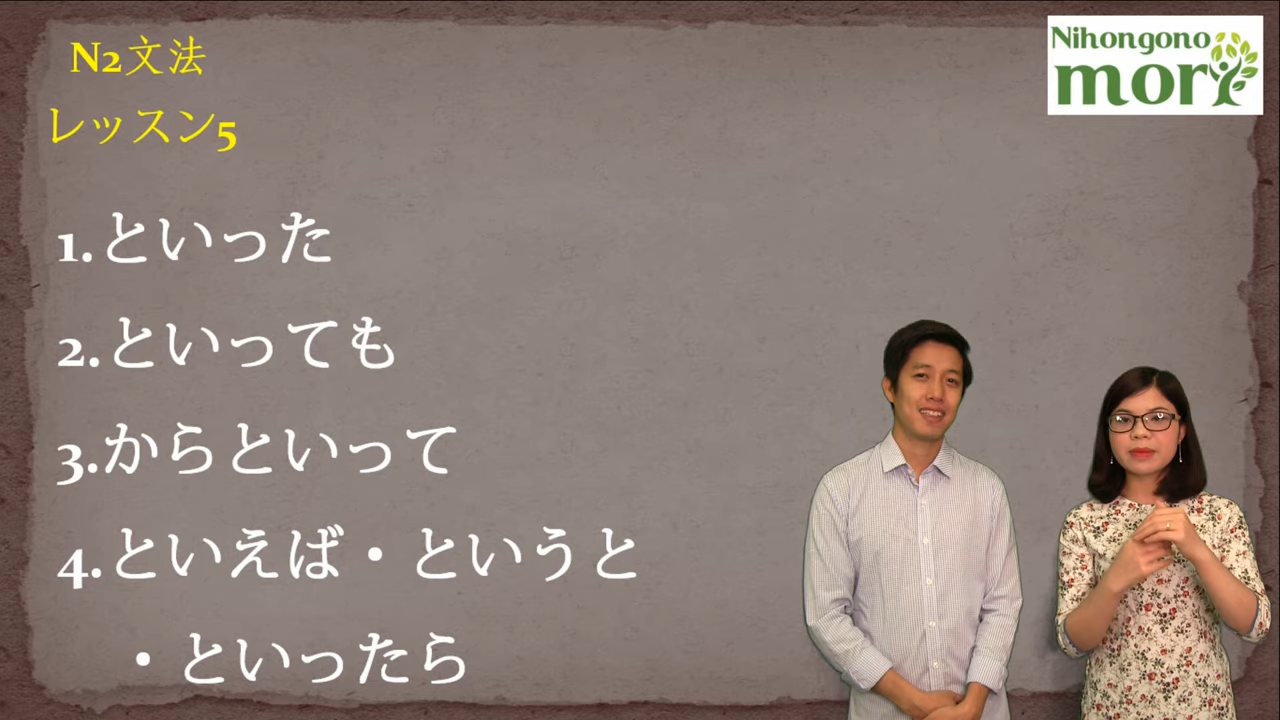 N2文法
レッスン5
Nihongono
mori
1.といった
2.といっても
3.からといって
4.といえば・というと
・といったら